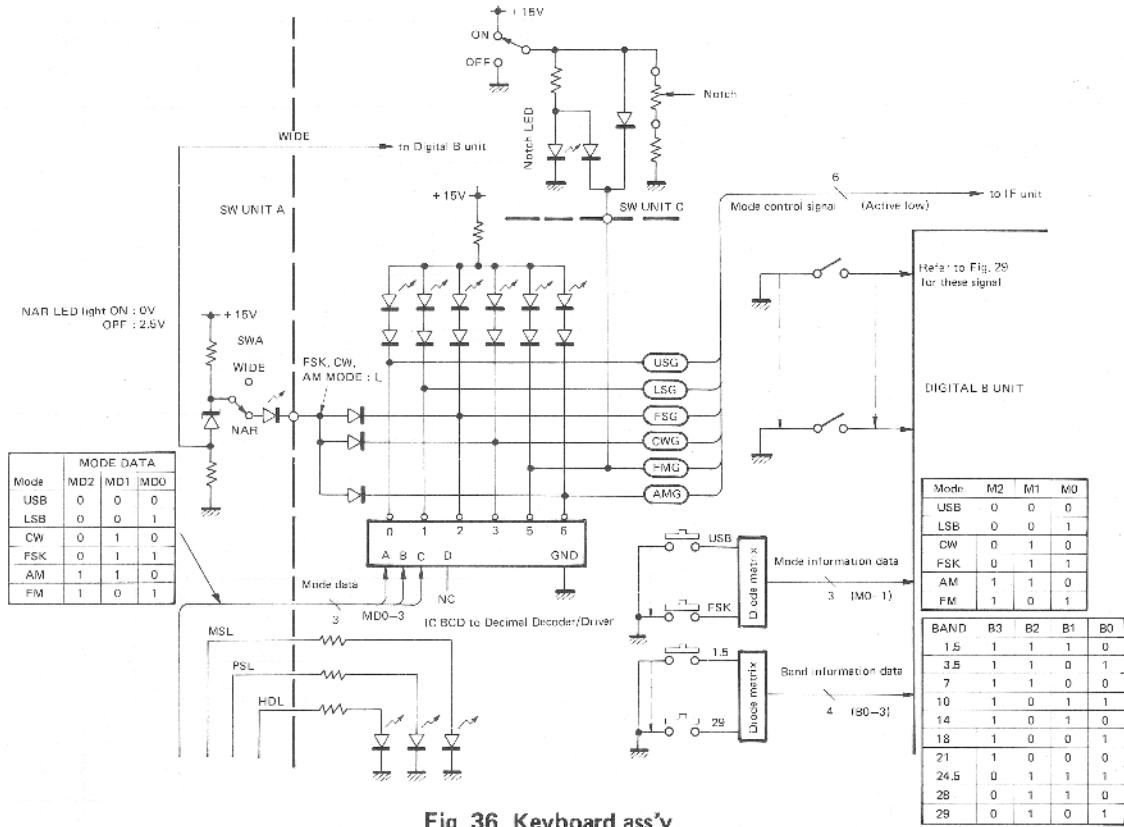 + 15V
ON
OFF
Notch
Notch LED
WIDE
to Digital B unit
+ 15V
SW UNIT A
SW UNIT C
6
Mode control signal (Active low)
to IF unit
Refer to Fig. 29
for these signal
NAR LED light ON : 0V
OFF : 2.5V
+ 15V
SWA
WIDE
NAR
FSK, CW,
AM MODE : L
USG
LSG
FSG
CWG
FMG
AMG
DIGITAL B UNIT
MODE DATA
Mode MD2 MD1 MD0
USB 0 0 0
LSB 0 0 1
CW 0 1 0
FSK 0 1 1
AM 1 1 0
FM 1 0 1
0 1 2 3 5 6
A B C D GND
Mode data
3
MD0-3
NC
IC BCD to Decimal Decoder/Driver
MSL
PSL
HDL
USB
FSK
Diode matrix
Mode information data
3 (M0-1)
1.5
29
Diode matrix
Band information data
4 (B0-3)
Mode M2 M1 M0
USB 0 0 0
LSB 0 0 1
CW 0 1 0
FSK 0 1 1
AM 1 1 0
FM 1 0 1
BAND B3 B2 B1 B0
1.5 1 1 1 0
3.5 1 1 0 1
7 1 1 0 0
10 1 0 1 1
14 1 0 1 0
18 1 0 0 1
21 1 0 0 0
24.5 0 1 1 1
28 0 1 1 0
29 0 1 0 1
Fig. 36 Keyboard ass'y